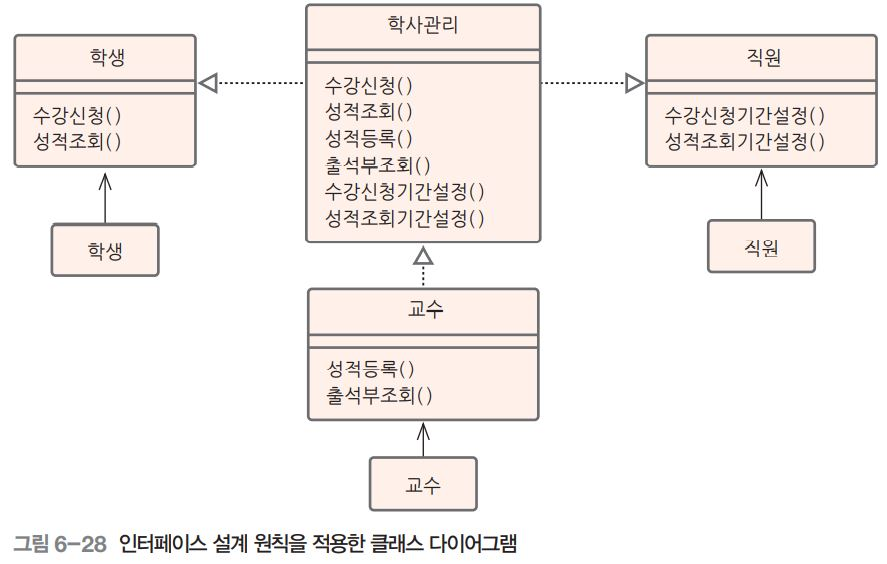 학사관리
수강신청()
성적조회()
성적등록()
출석부조회()
수강신청기간설정()
성적조회기간설정()
학생
수강신청()
성적조회()
직원
수강신청기간설정()
성적조회기간설정()
학생
직원
교수
성적등록()
출석부조회()
교수
그림 6-28 인터페이스 설계 원칙을 적용한 클래스 다이어그램